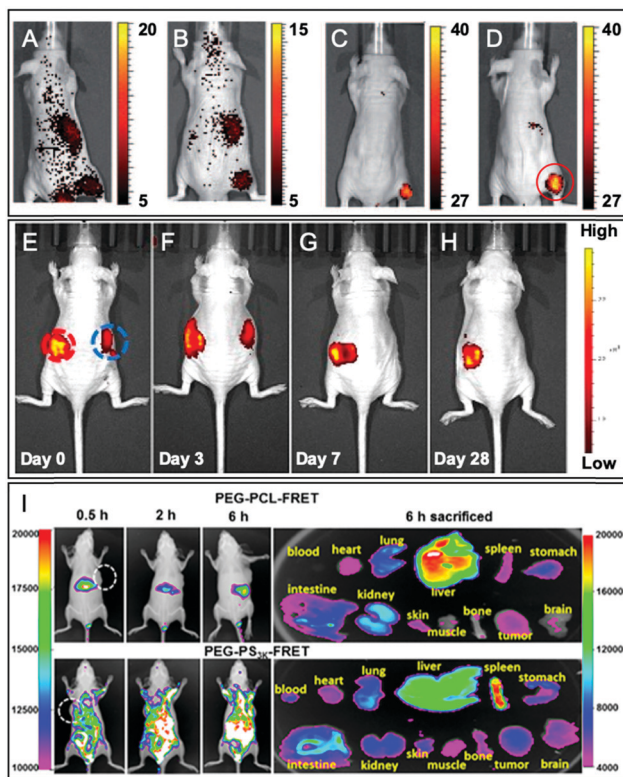 A B C D
20 15 40 40
5 5 27 27
E F G H
High
Low
Day 0 Day 3 Day 7 Day 28
I PEG-PCL-FRET
0.5 h 2 h 6 h 6 h sacrificed
20000 20000
17500 16000
15000 12000
12500 8000
10000 4000
blood heart lung liver spleen stomach
intestine kidney skin muscle bone tumor brain
PEG-PS3K-FRET
blood heart lung liver spleen stomach
intestine kidney skin muscle bone tumor brain